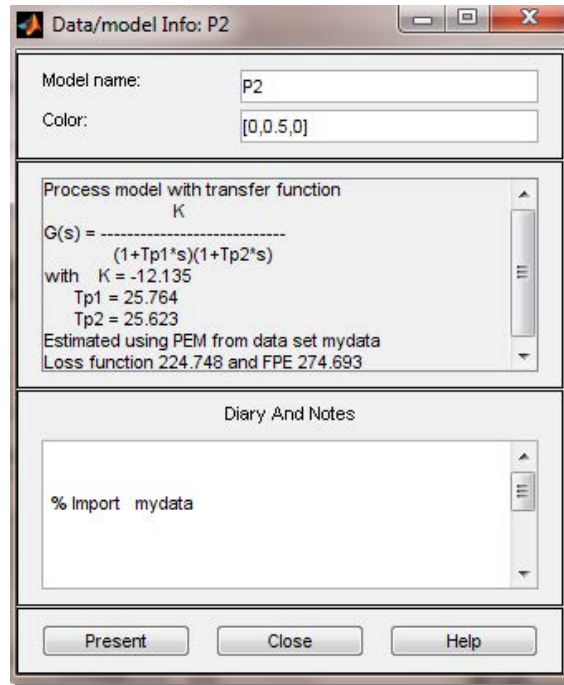 Data/model Info: P2
Model name:
P2
Color:
[0,0.5,0]
Process model with transfer function
K
G(s) = ---------------------------
(1+Tp1*s)(1+Tp2*s)
with K = -12.135
Tp1 = 25.764
Tp2 = 25.623
Estimated using PEM from data set mydata
Loss function 224.748 and FPE 274.693
Diary And Notes
% Import mydata
Present Close Help